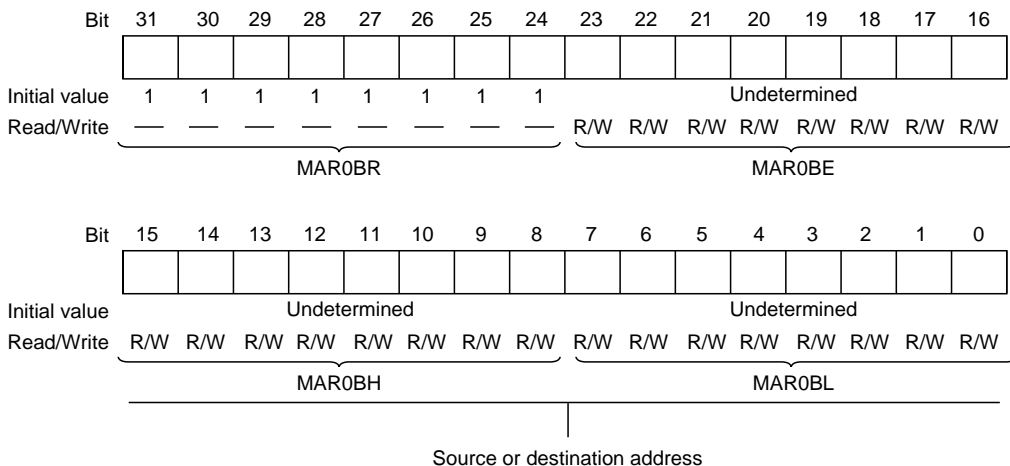 Bit 31 30 29 28 27 26 25 24 23 22 21 20 19 18 17 16
Initial value 1 1 1 1 1 1 1 1 Undetermined
Read/Write — — — — — — — — R/W R/W R/W R/W R/W R/W R/W R/W
MAR0BR MAR0BE
Bit 15 14 13 12 11 10 9 8 7 6 5 4 3 2 1 0
Initial value Undetermined Undetermined
Read/Write R/W R/W R/W R/W R/W R/W R/W R/W R/W R/W R/W R/W R/W R/W R/W R/W
MAR0BH MAR0BL
Source or destination address